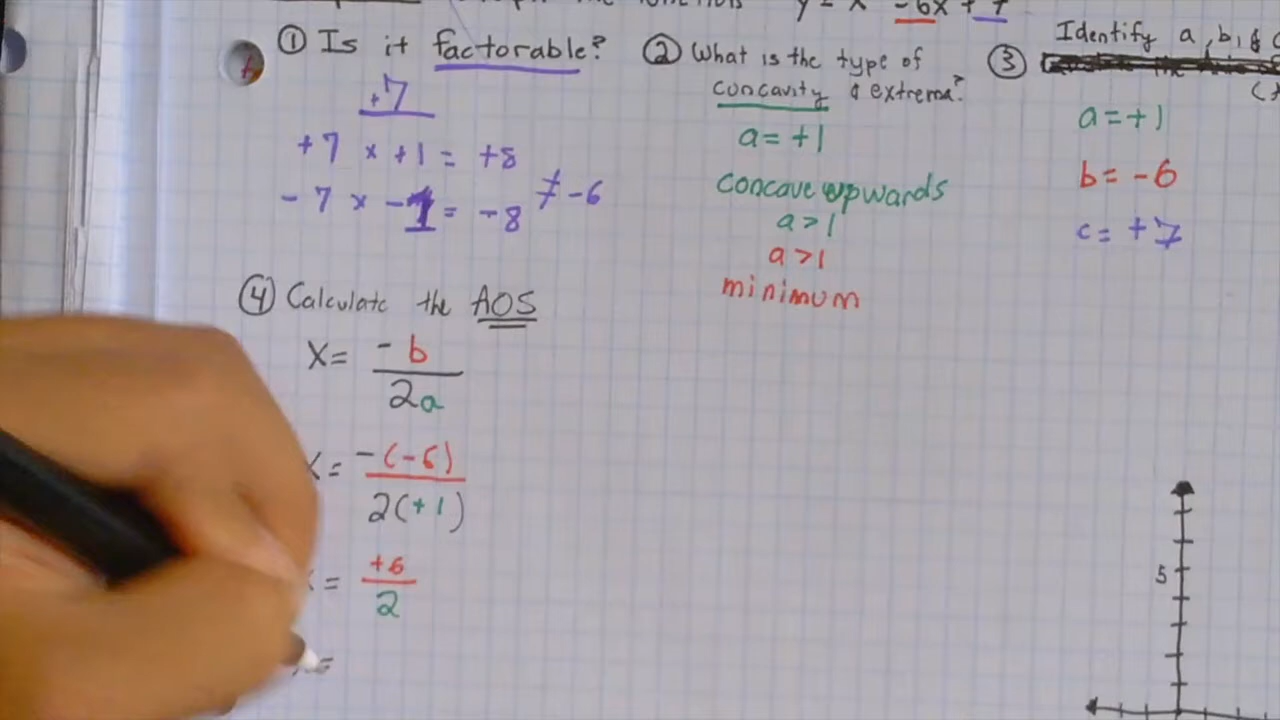 y = x -6x + 7
① Is it factorable?
+7
+7 x +1 = +8
-7 x -1 = -8 ≠ -6
② What is the type of
concavity & extrema?
a = +1
concave upwards
a > 1
a > 1
minimum
③ Identify a, b, &
a = +1
b = -6
c = +7
④ Calculate the AOS
X = -b
2a
X = -(-6)
2(+1)
= +6
2
=
5